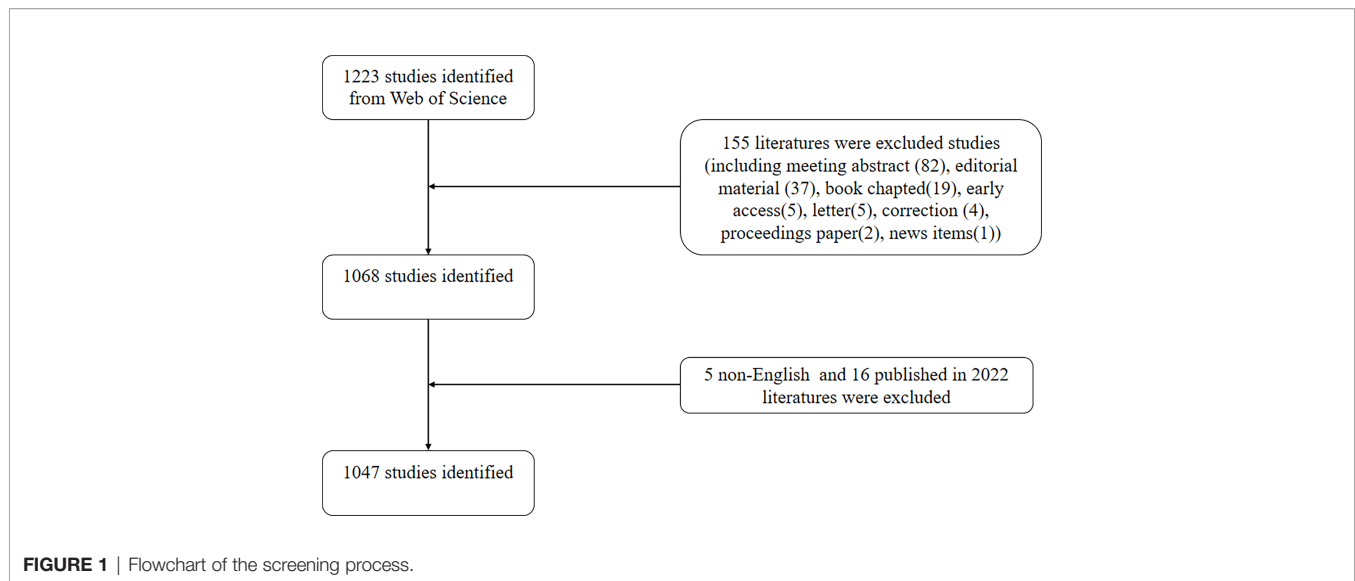 1223 studies identified
from Web of Science
155 literatures were excluded studies
(including meeting abstract (82), editorial
material (37), book chapted(19), early
access(5), letter(5), correction (4),
proceedings paper(2), news items(1))
1068 studies identified
5 non-English and 16 published in 2022
literatures were excluded
1047 studies identified
FIGURE 1 | Flowchart of the screening process.